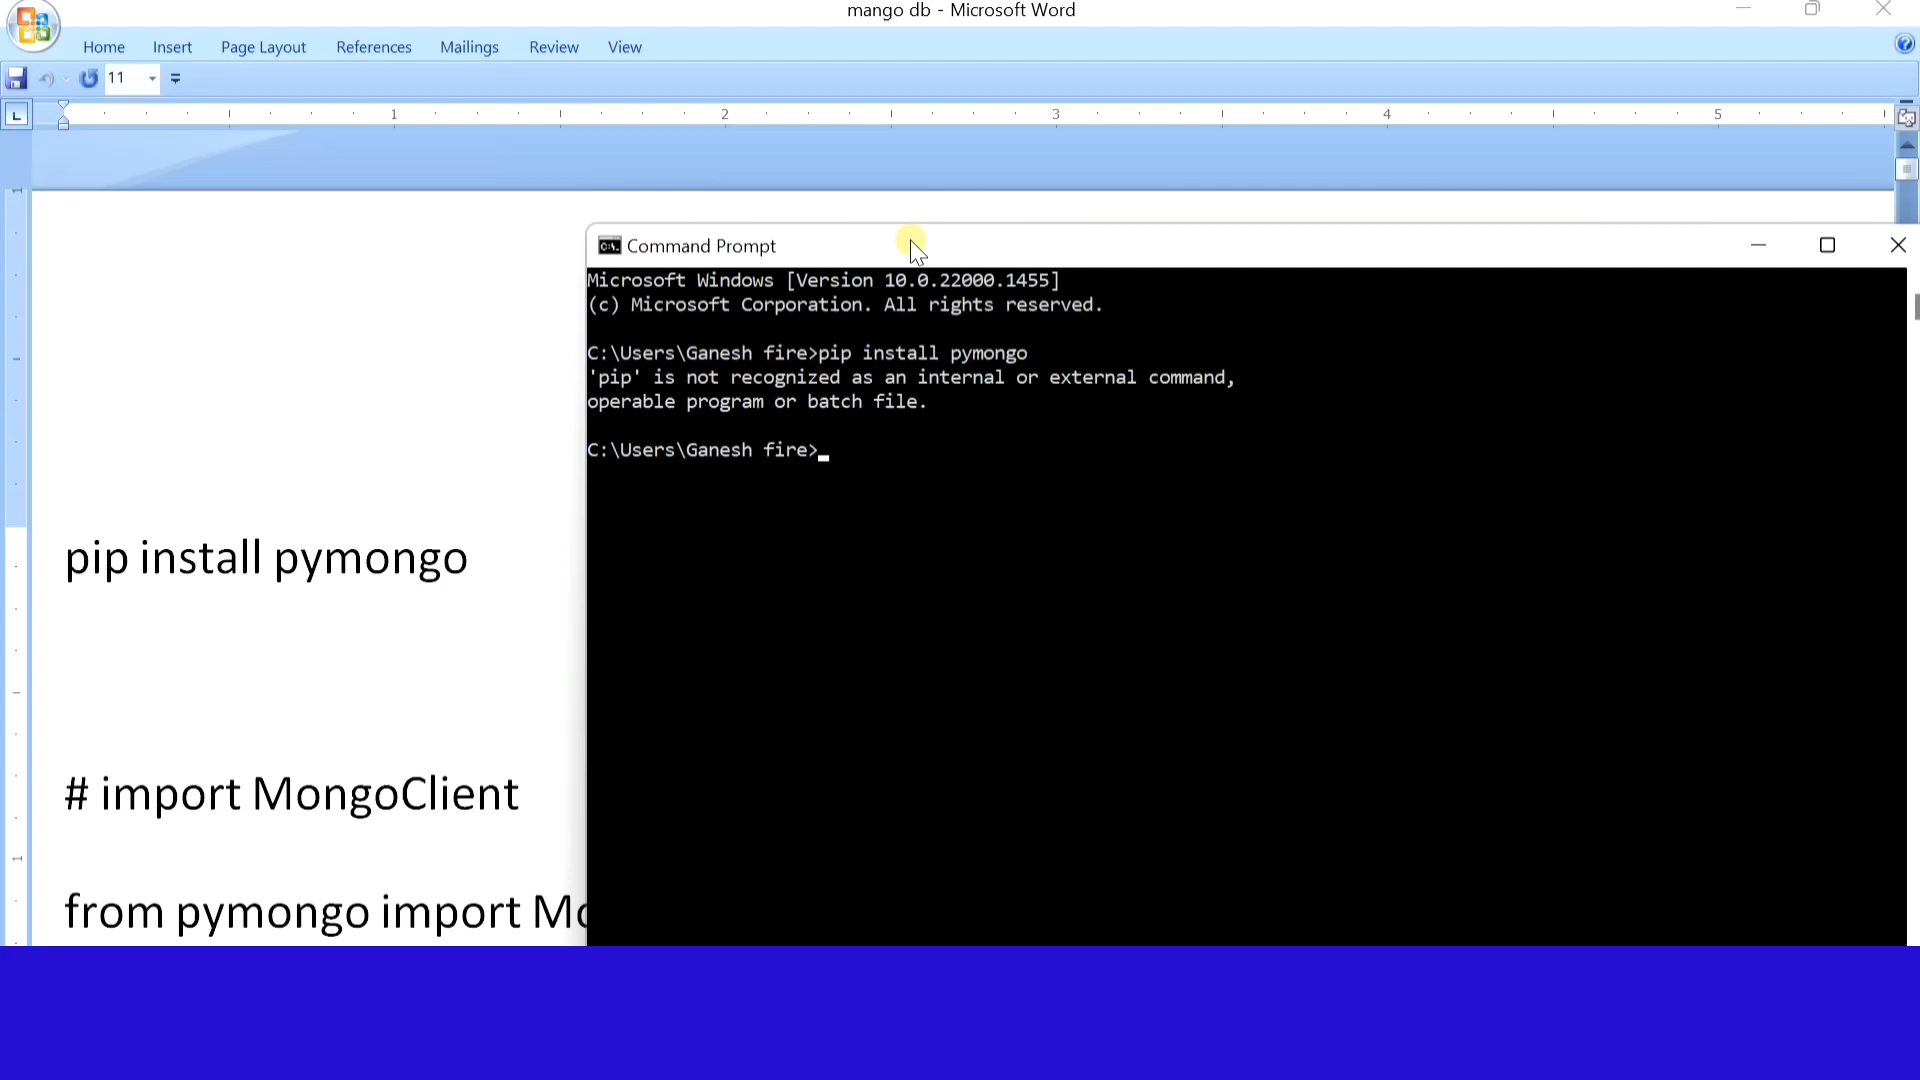 mango db - Microsoft Word
Home Insert Page Layout References Mailings Review View
11
1 2 3 4 5
Command Prompt
Microsoft Windows [Version 10.0.22000.1455]
(c) Microsoft Corporation. All rights reserved.
C:\Users\Ganesh fire>pip install pymongo
'pip' is not recognized as an internal or external command,
operable program or batch file.
C:\Users\Ganesh fire>
pip install pymongo
# import MongoClient
from pymongo import